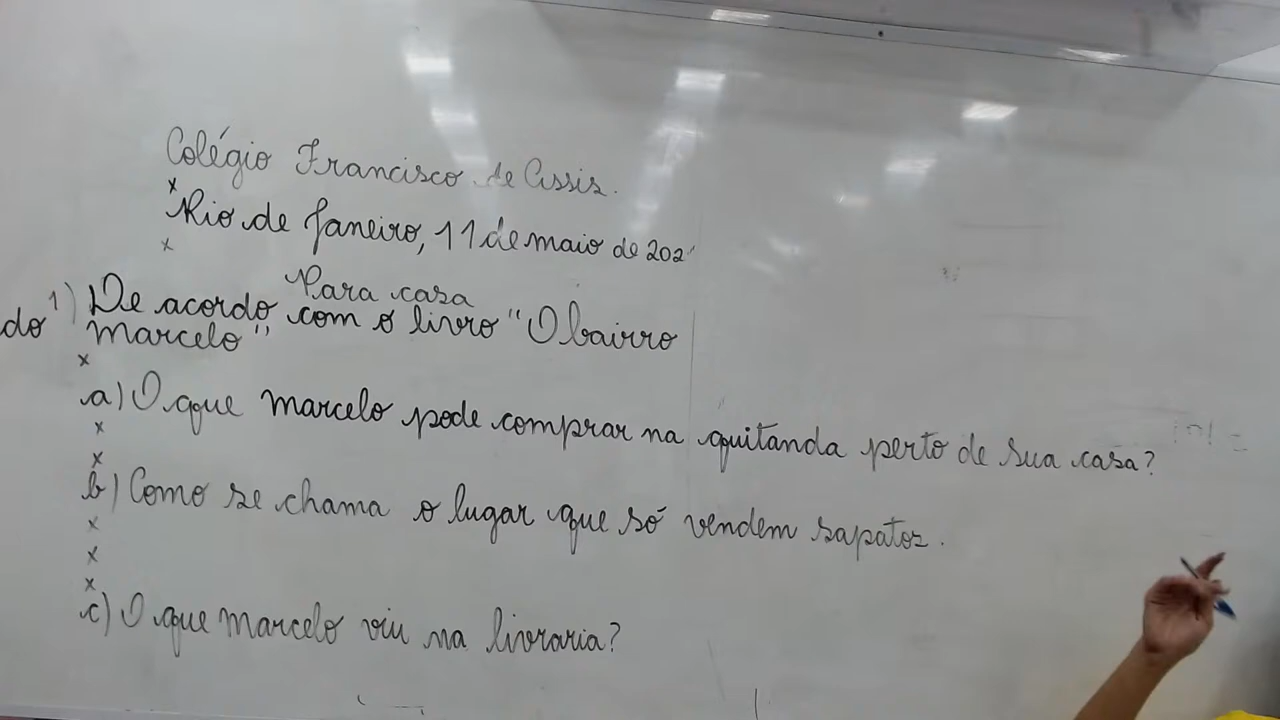 Colégio Francisco de Assis.
x
Rio de Janeiro, 11 de maio de 202
x
Para casa
1) De acordo com o livro "O bairro
do Marcelo"
x
a) O que Marcelo pode comprar na quitanda perto de sua casa?
x
x
b) Como se chama o lugar que só vendem sapatos.
x
x
x
c) O que Marcelo viu na livraria?